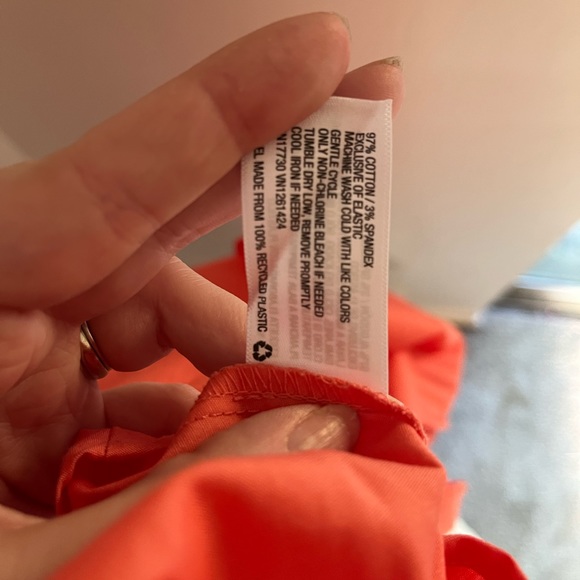 97% COTTON / 3% SPANDEX
EXCLUSIVE OF ELASTIC
MACHINE WASH COLD WITH LIKE COLORS
GENTLE CYCLE
ONLY NON-CHLORINE BLEACH IF NEEDED
TUMBLE DRY LOW, REMOVE PROMPTLY
COOL IRON IF NEEDED
N17730 VN1261424
EL MADE FROM 100% RECYCLED PLASTIC